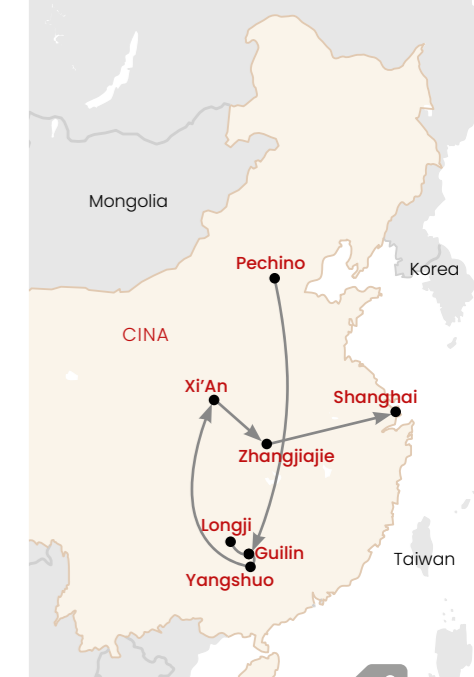 Mongolia
Pechino
Korea
CINA
Xi'An
Shanghai
Zhangjiajie
Longji
Guilin
Taiwan
Yangshuo